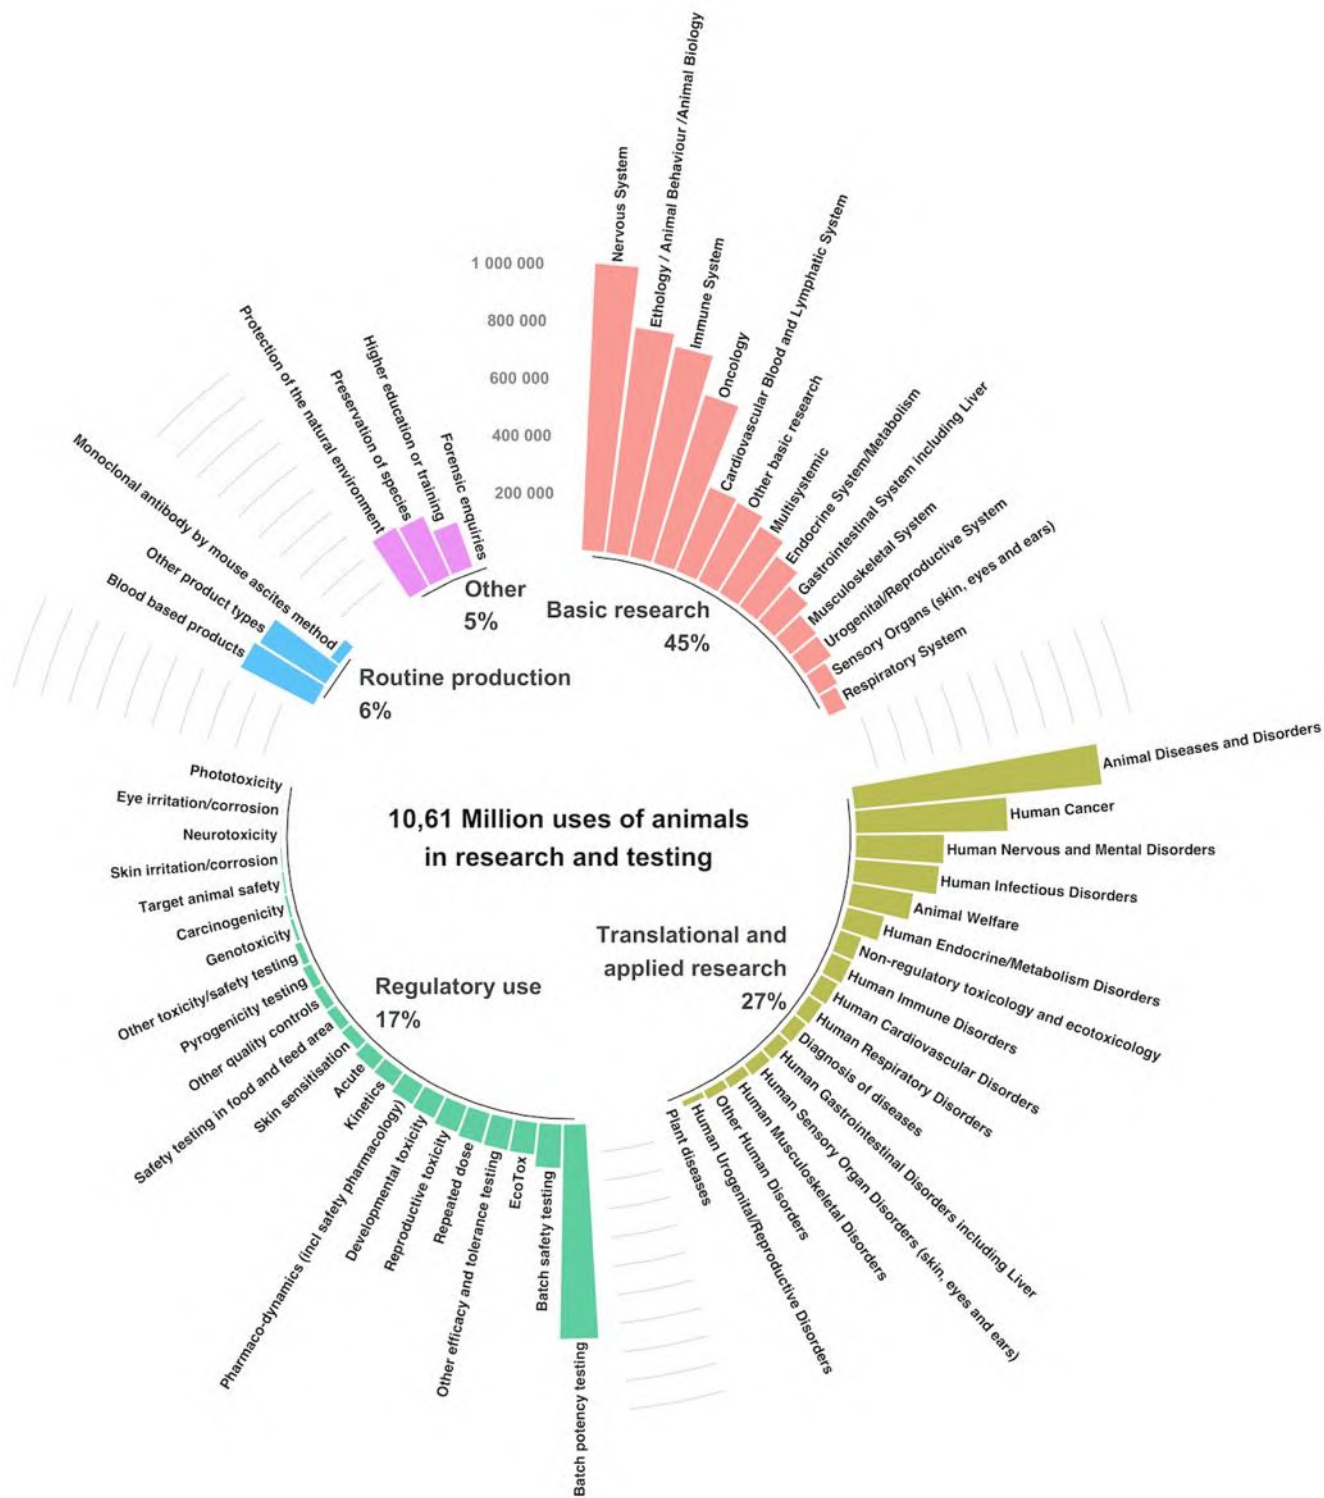 Nervous System
Ethology / Animal Behaviour /Animal Biology
Immune System
Oncology
Cardiovascular Blood and Lymphatic System
Other basic research
Multisystemic
Endocrine System/Metabolism
Gastrointestinal System including Liver
Musculoskeletal System
Urogenital/Reproductive System
Sensory Organs (skin, eyes and ears)
Respiratory System
1 000 000
800 000
600 000
400 000
200 000
Basic research
45%
Animal Diseases and Disorders
Human Cancer
Human Nervous and Mental Disorders
Human Infectious Disorders
Animal Welfare
Human Endocrine/Metabolism Disorders
Non-regulatory toxicology and ecotoxicology
Human Immune Disorders
Human Cardiovascular Disorders
Human Respiratory Disorders
Diagnosis of diseases
Human Gastrointestinal Disorders including Liver
Human Sensory Organ Disorders (skin, eyes and ears)
Human Musculoskeletal Disorders
Other Human Disorders
Human Urogenital/Reproductive Disorders
Plant diseases
Translational and
applied research
27%
Batch potency testing
Batch safety testing
EcoTox
Other efficacy and tolerance testing
Repeated dose
Reproductive toxicity
Developmental toxicity
Pharmaco-dynamics (incl safety pharmacology)
Kinetics
Acute
Skin sensitisation
Safety testing in food and feed area
Other quality controls
Pyrogenicity testing
Other toxicity/safety testing
Genotoxicity
Carcinogenicity
Target animal safety
Skin irritation/corrosion
Neurotoxicity
Eye irritation/corrosion
Phototoxicity
Regulatory use
17%
Blood based products
Other product types
Monoclonal antibody by mouse ascites method
Routine production
6%
Protection of the natural environment
Preservation of species
Higher education or training
Forensic enquiries
Other
5%
10,61 Million uses of animals
in research and testing